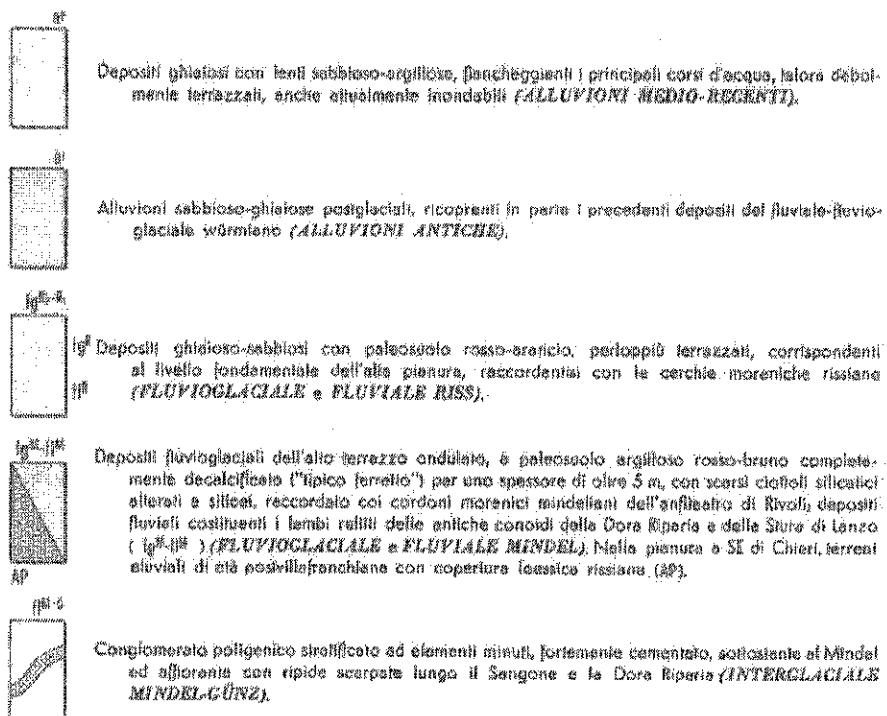 a²
Depositi ghiaiosi con lenti sabbioso-argillose, fiancheggianti i principali corsi d'acqua, talora debol-
mente terrazzati, anche attualmente inondabili (ALLUVIONI MEDIO-RECENTI).
a¹
Alluvioni sabbioso-ghiaiose postglaciali, ricoprenti in parte i precedenti depositi del fluviale-fluvio-
glaciale würmiano (ALLUVIONI ANTICHE).
Depositi ghiaioso-sabbiosi con paleosuolo rosso-arancio, perloppiù terrazzati, corrispondenti
al livello fondamentale dell'alta pianura, raccordantisi con le cerchie moreniche rissiane
(FLUVIOGLACIALE e FLUVIALE RISS).
Depositi fluvioglaciali dell'alto terrazzo ondulato, a paleosuolo argilloso rosso-bruno completa-
mente decalcificato ("tipico ferretto") per uno spessore di oltre 5 m, con scarsi ciottoli silicatici
alterati e silicei, raccordato coi cordoni morenici mindeliani dell'anfiteatro di Rivoli; depositi
fluviali costituenti i lembi relitti delle antiche conoidi della Dora Riparia e della Stura di Lanzo
(fgᴹ-flᴹ) (FLUVIOGLACIALE e FLUVIALE MINDEL). Nella pianura a SE di Chieri, terreni
alluviali di età postvillafranchiana con copertura loessica rissiana (AP).
AP
Conglomerato poligenico stratificato ad elementi minuti, fortemente cementato, sottostante al Mindel
ed affiorante con ripide scarpate lungo il Sangone e la Dora Riparia (INTERGLACIALE
MINDEL-GÜNZ).